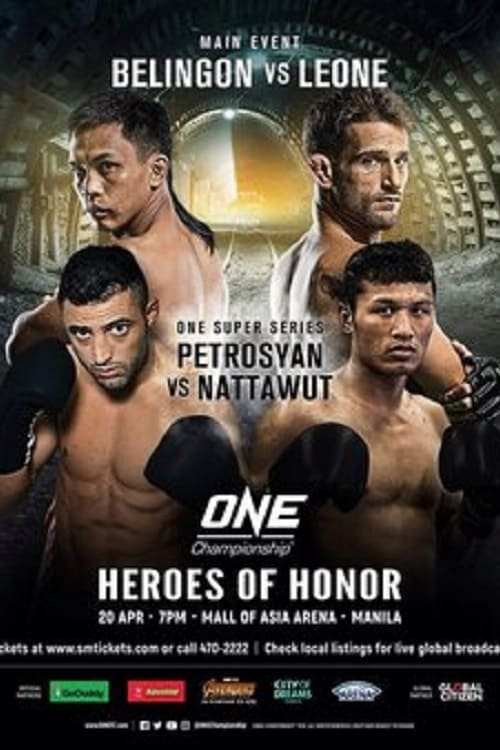 MAIN EVENT
BELINGON VS LEONE
ONE SUPER SERIES
PETROSYAN
VS NATTAWUT
ONE
Championship
HEROES OF HONOR
20 APR - 7PM - MALL OF ASIA ARENA - MANILA
ckets at www.smtickets.com or call 470-2222 | Check local listings for live global broadca
GoDaddy
AVENGERS
CITY OF
DREAMS
ARENA
GLOBAL
CITIZEN